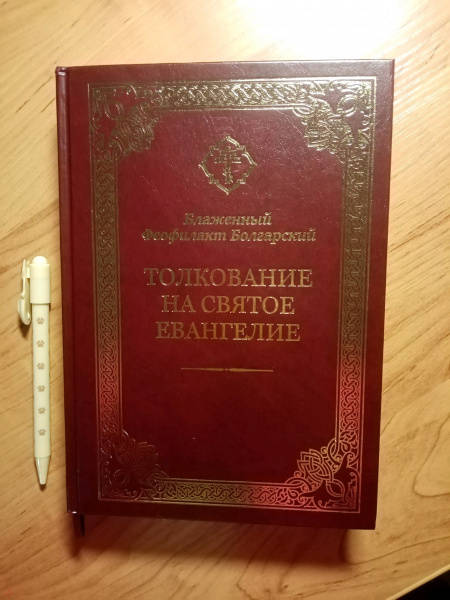 Блаженный
Феофилакт Болгарский
ТОЛКОВАНИЕ
НА СВЯТОЕ
ЕВАНГЕЛИЕ